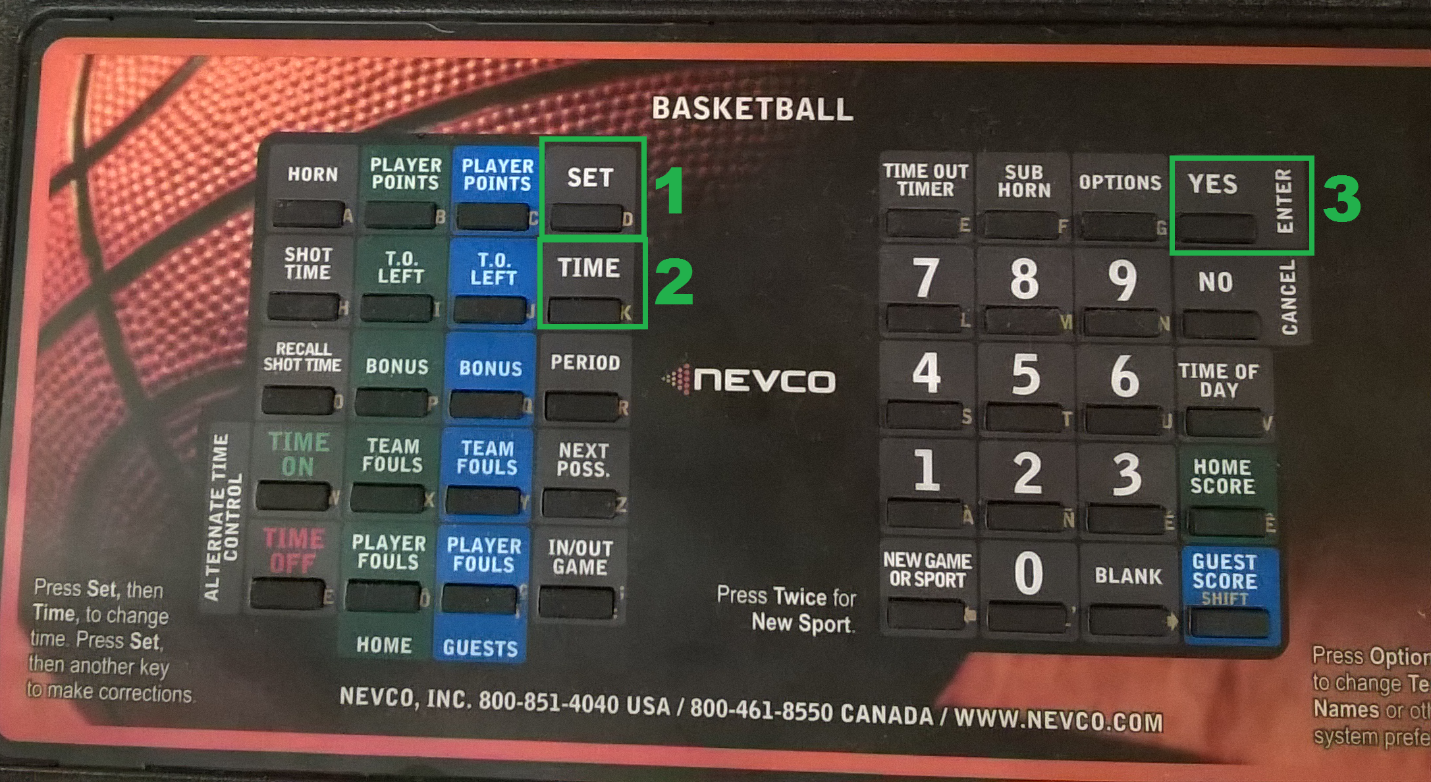 BASKETBALL
HORN
A
PLAYER
POINTS
B
PLAYER
POINTS
C
SET
D
1
SHOT
TIME
H
T.O.
LEFT
I
T.O.
LEFT
J
TIME
K
2
RECALL
SHOT TIME
O
BONUS
P
BONUS
Q
PERIOD
R
ALTERNATE TIME
CONTROL
TIME
ON
W
TEAM
FOULS
X
TEAM
FOULS
Y
NEXT
POSS.
Z
TIME
OFF
PLAYER
FOULS
PLAYER
FOULS
IN/OUT
GAME
HOME
GUESTS
NEVCO
TIME OUT
TIMER
E
SUB
HORN
F
OPTIONS
G
YES
ENTER
3
7
L
8
M
9
N
NO
CANCEL
4
S
5
T
6
U
TIME OF
DAY
V
1
À
2
Ñ
3
É
HOME
SCORE
Ê
NEW GAME
OR SPORT
0
BLANK
GUEST
SCORE
SHIFT
Press Set, then
Time, to change
time. Press Set,
then another key
to make corrections.
Press Twice for
New Sport.
Press Option
to change Te
Names or oth
system prefe
NEVCO, INC. 800-851-4040 USA / 800-461-8550 CANADA / WWW.NEVCO.COM